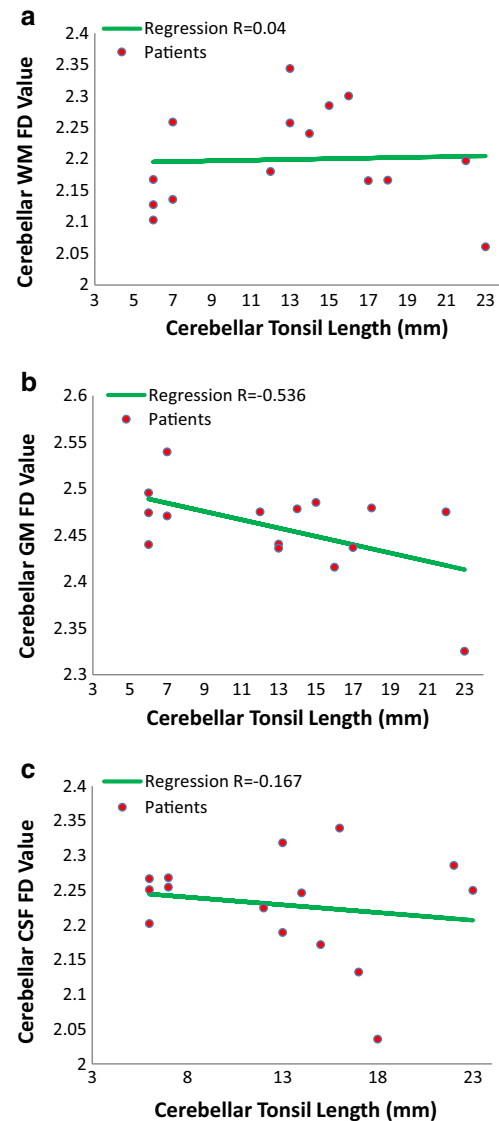 a
Regression R=0.04
Patients
Cerebellar WM FD Value
2.4
2.35
2.3
2.25
2.2
2.15
2.1
2.05
2
3 5 7 9 11 13 15 17 19 21 23
Cerebellar Tonsil Length (mm)
b
Regression R=-0.536
Patients
Cerebellar GM FD Value
2.6
2.55
2.5
2.45
2.4
2.35
2.3
3 5 7 9 11 13 15 17 19 21 23
Cerebellar Tonsil Length (mm)
c
Regression R=-0.167
Patients
Cerebellar CSF FD Value
2.4
2.35
2.3
2.25
2.2
2.15
2.1
2.05
2
3 8 13 18 23
Cerebellar Tonsil Length (mm)